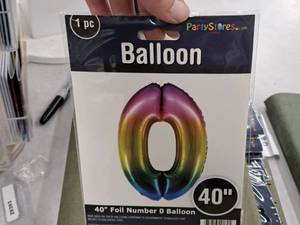 1 pc
PartyStores.com
Balloon
40"
40" Foil Number 0 Balloon